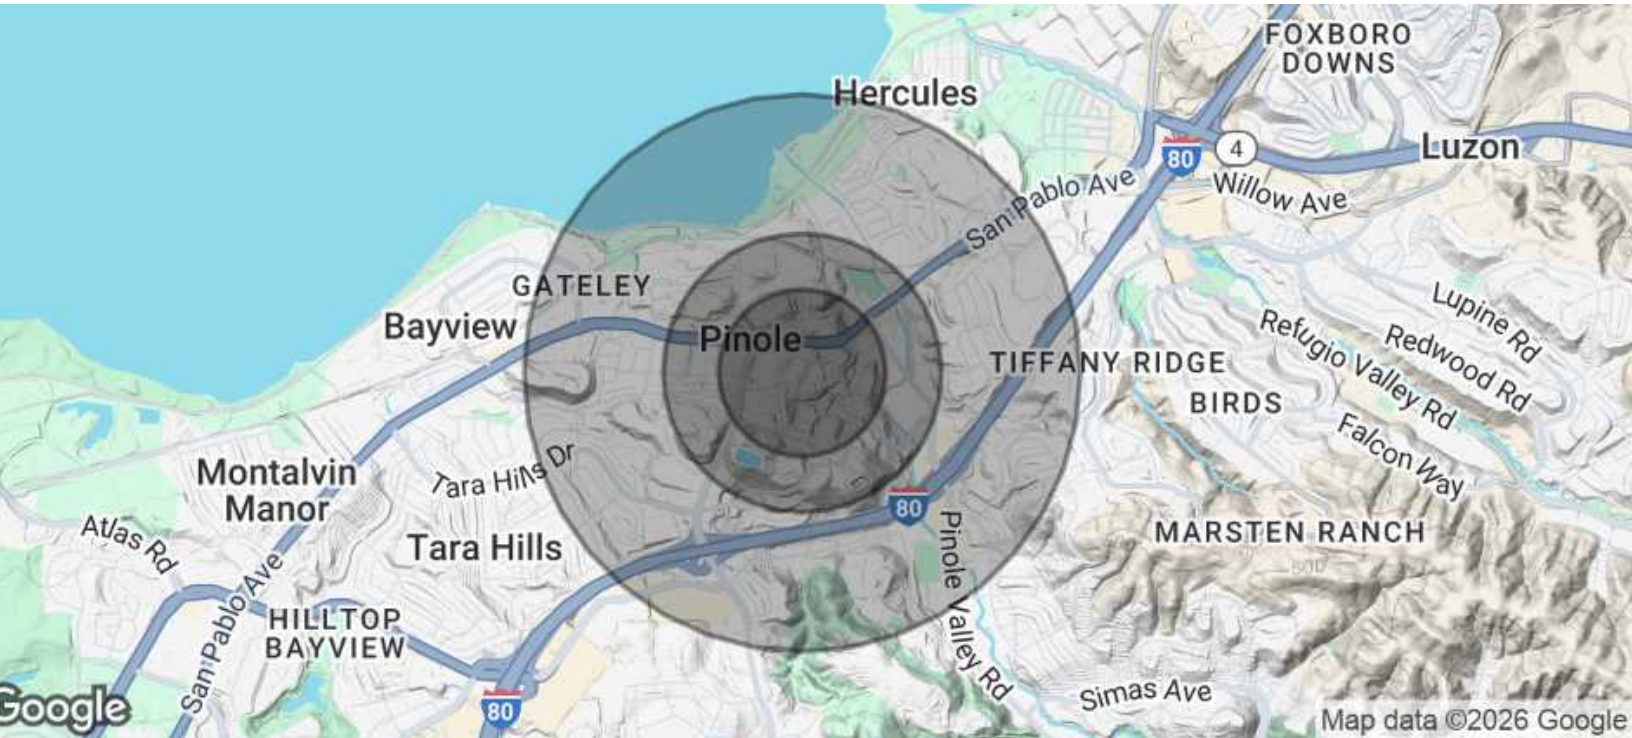 FOXBORO
DOWNS
Hercules
80
4
Luzon
San Pablo Ave
Willow Ave
GATELEY
Bayview
Pinole
Lupine Rd
Redwood Rd
Refugio Valley Rd
TIFFANY RIDGE
BIRDS
Falcon Way
Montalvin
Manor
Tara Hills Dr
80
Atlas Rd
Tara Hills
Pinole Valley Rd
MARSTEN RANCH
San Pablo Ave
HILLTOP
BAYVIEW
80
Simas Ave
Google
Map data ©2026 Google